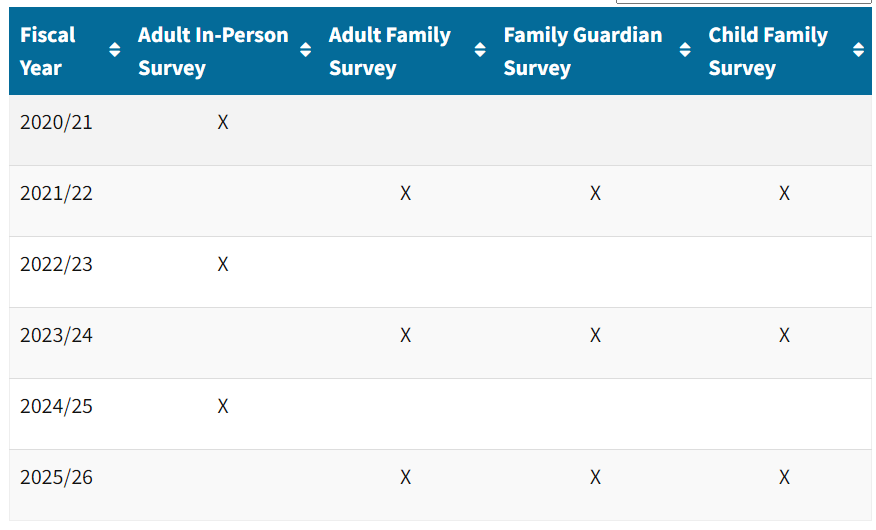 Fiscal Year Adult In-Person Survey Adult Family Survey Family Guardian Survey Child Family Survey
2020/21 X
2021/22 X X X
2022/23 X
2023/24 X X X
2024/25 X
2025/26 X X X